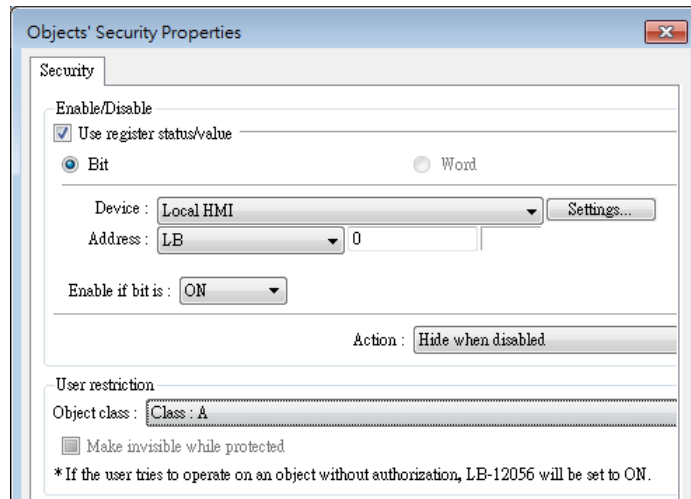 Objects' Security Properties
Security
Enable/Disable
Use register status/value
Bit Word
Device : Local HMI Settings...
Address : LB 0
Enable if bit is : ON
Action : Hide when disabled
User restriction
Object class : Class : A
Make invisible while protected
* If the user tries to operate on an object without authorization, LB-12056 will be set to ON.